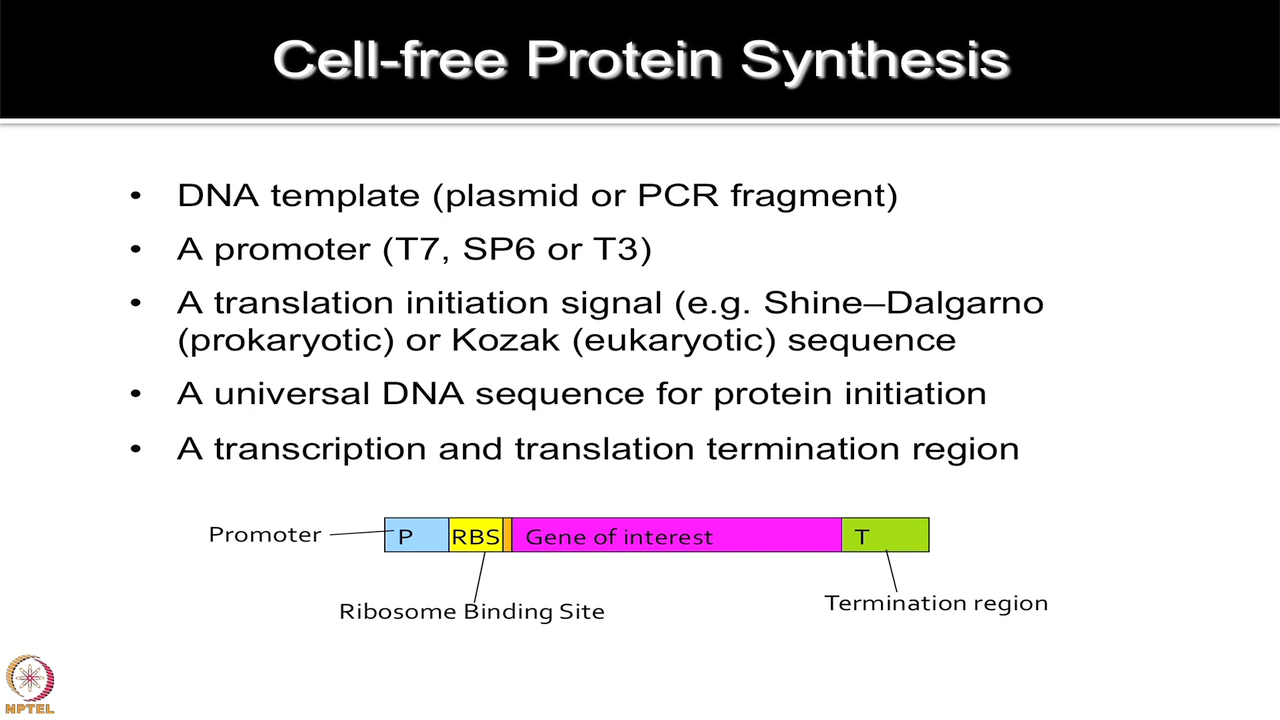 Cell-free Protein Synthesis
• DNA template (plasmid or PCR fragment)
• A promoter (T7, SP6 or T3)
• A translation initiation signal (e.g. Shine–Dalgarno
(prokaryotic) or Kozak (eukaryotic) sequence
• A universal DNA sequence for protein initiation
• A transcription and translation termination region
Promoter P RBS Gene of interest T
Ribosome Binding Site Termination region
NPTEL